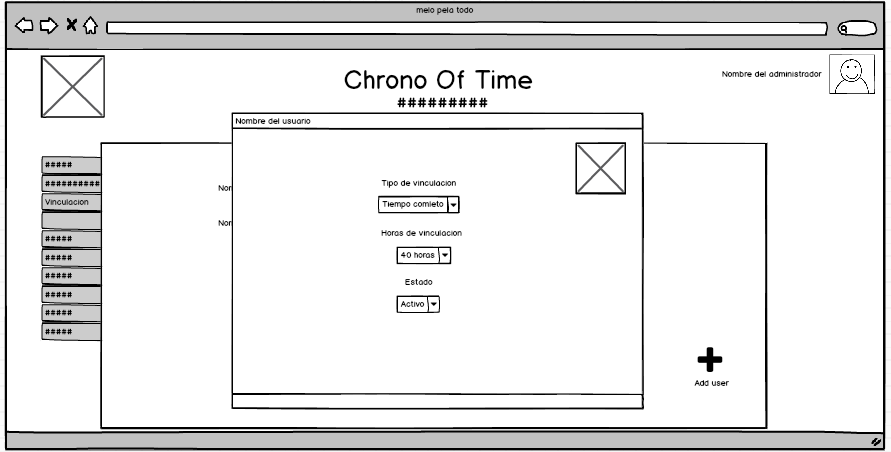 melo pela todo
Chrono Of Time
Nombre del administrador
#########
Nombre del usuario
#####
##########
Vinculacion
#####
#####
#####
#####
#####
#####
Nor
Nor
Tipo de vinculacion
Tiempo comleto
Horas de vinculacion
40 horas
Estado
Activo
Add user